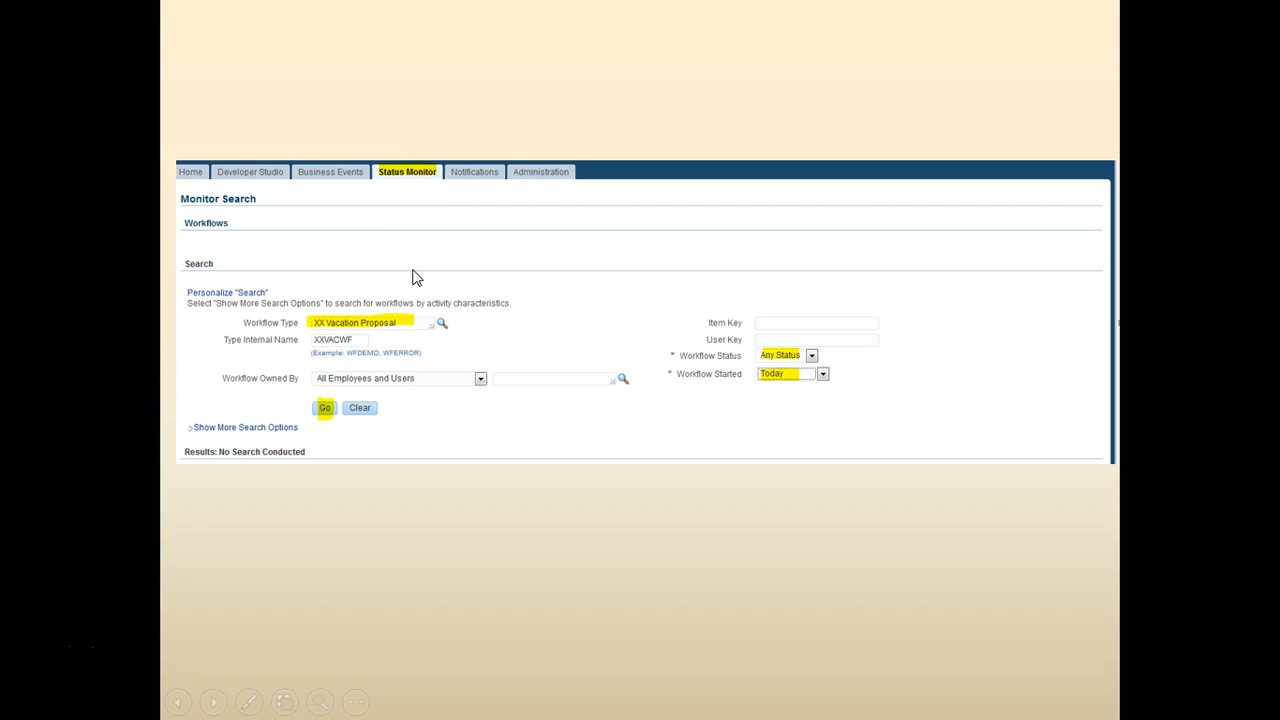 Home Developer Studio Business Events Status Monitor Notifications Administration
Monitor Search
Workflows
Search
Personalize "Search"
Select "Show More Search Options" to search for workflows by activity characteristics.
Workflow Type XX Vacation Proposal Item Key
Type Internal Name XXVACWF User Key
(Example: WFDEMO, WFERROR) * Workflow Status Any Status
Workflow Owned By All Employees and Users * Workflow Started Today
Go Clear
Show More Search Options
Results: No Search Conducted